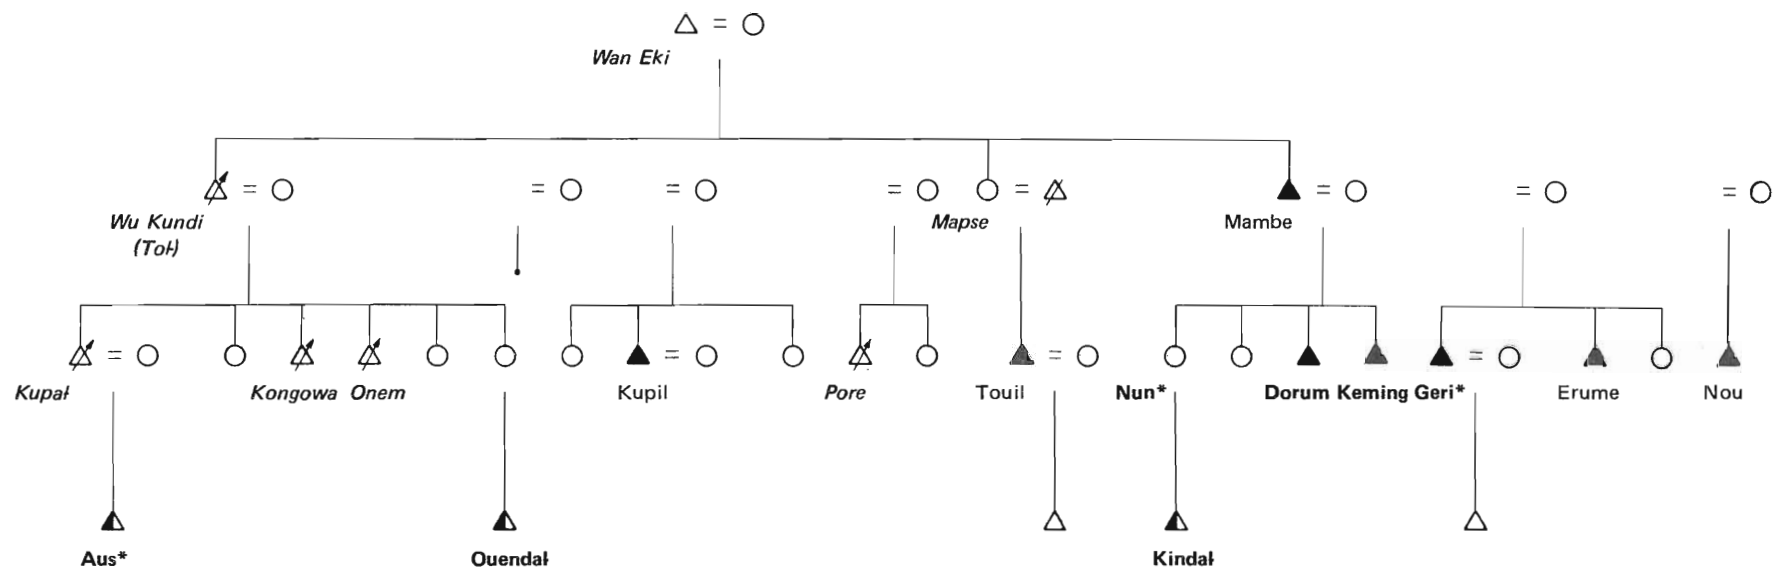 Wan Eki
Wu Kundi
(Toł)
Mapse
Mambe
Kupał
Kongowa Onem
Kupil
Pore
Touil
Nun*
Dorum Keming Geri*
Erume
Nou
Aus*
Ouendał
Kindał